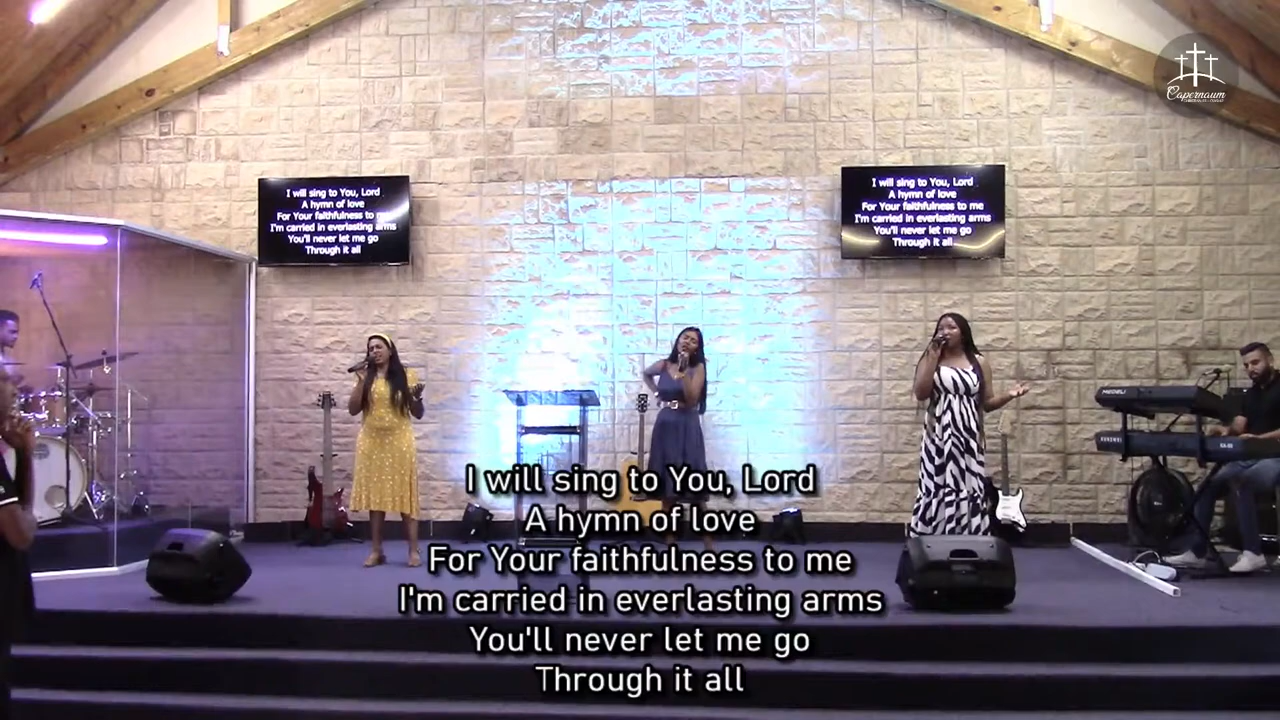 Capernaum
I will sing to You, Lord
A hymn of love
For Your faithfulness to me
I'm carried in everlasting arms
You'll never let me go
Through it all
I will sing to You, Lord
A hymn of love
For Your faithfulness to me
I'm carried in everlasting arms
You'll never let me go
Through it all
MEDELI
KURZWEIL
I will sing to You, Lord
A hymn of love
For Your faithfulness to me
I'm carried in everlasting arms
You'll never let me go
Through it all